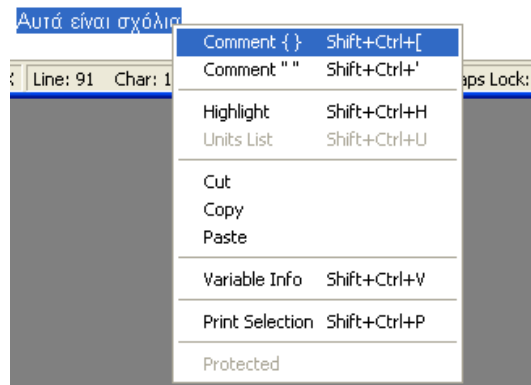 Αυτά είναι σχόλια
Comment { } Shift+Ctrl+[
Comment " " Shift+Ctrl+'
Line: 91 Char: 1 aps Lock:
Highlight Shift+Ctrl+H
Units List Shift+Ctrl+U
Cut
Copy
Paste
Variable Info Shift+Ctrl+V
Print Selection Shift+Ctrl+P
Protected